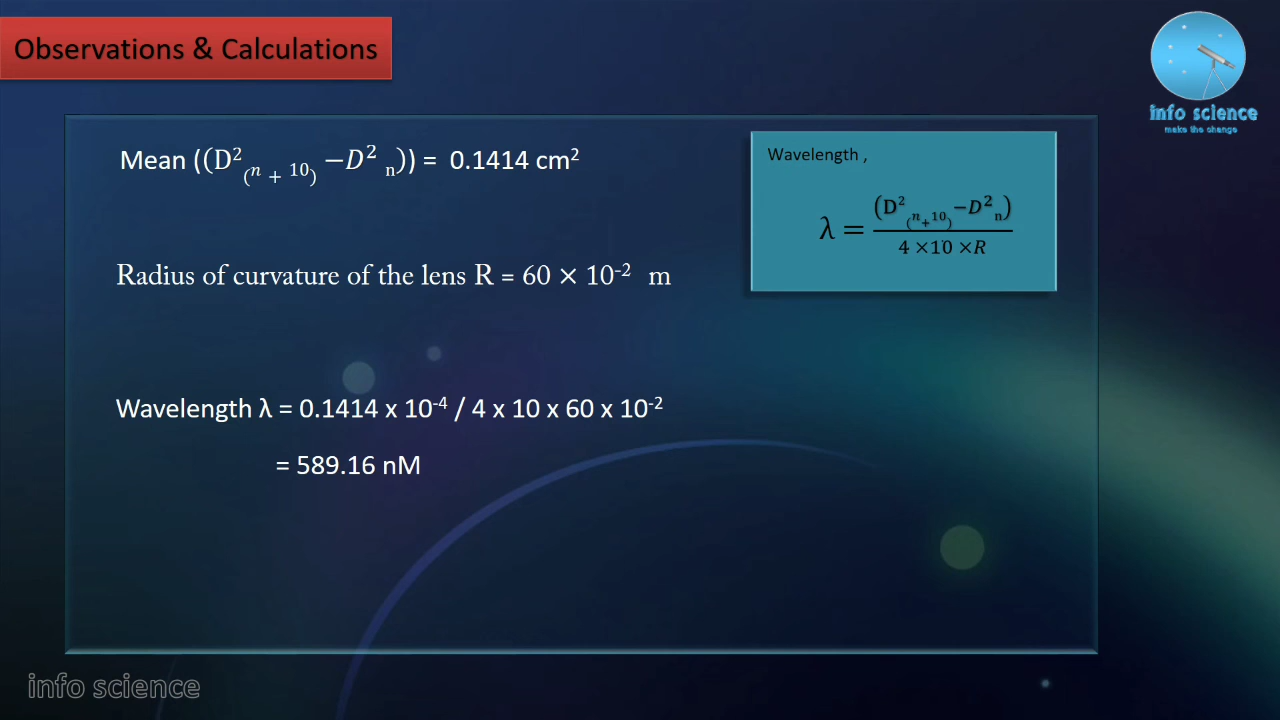 Observations & Calculations
info science
make the change
Mean ((D²₍ₙ ₊ ₁₀₎ −D² ₙ)) = 0.1414 cm²
Wavelength ,
λ = (D²₍ₙ₊₁₀₎−D²ₙ) / 4 ×10 ×R
Radius of curvature of the lens R = 60 × 10⁻² m
Wavelength λ = 0.1414 x 10⁻⁴ / 4 x 10 x 60 x 10⁻²
= 589.16 nM
info science